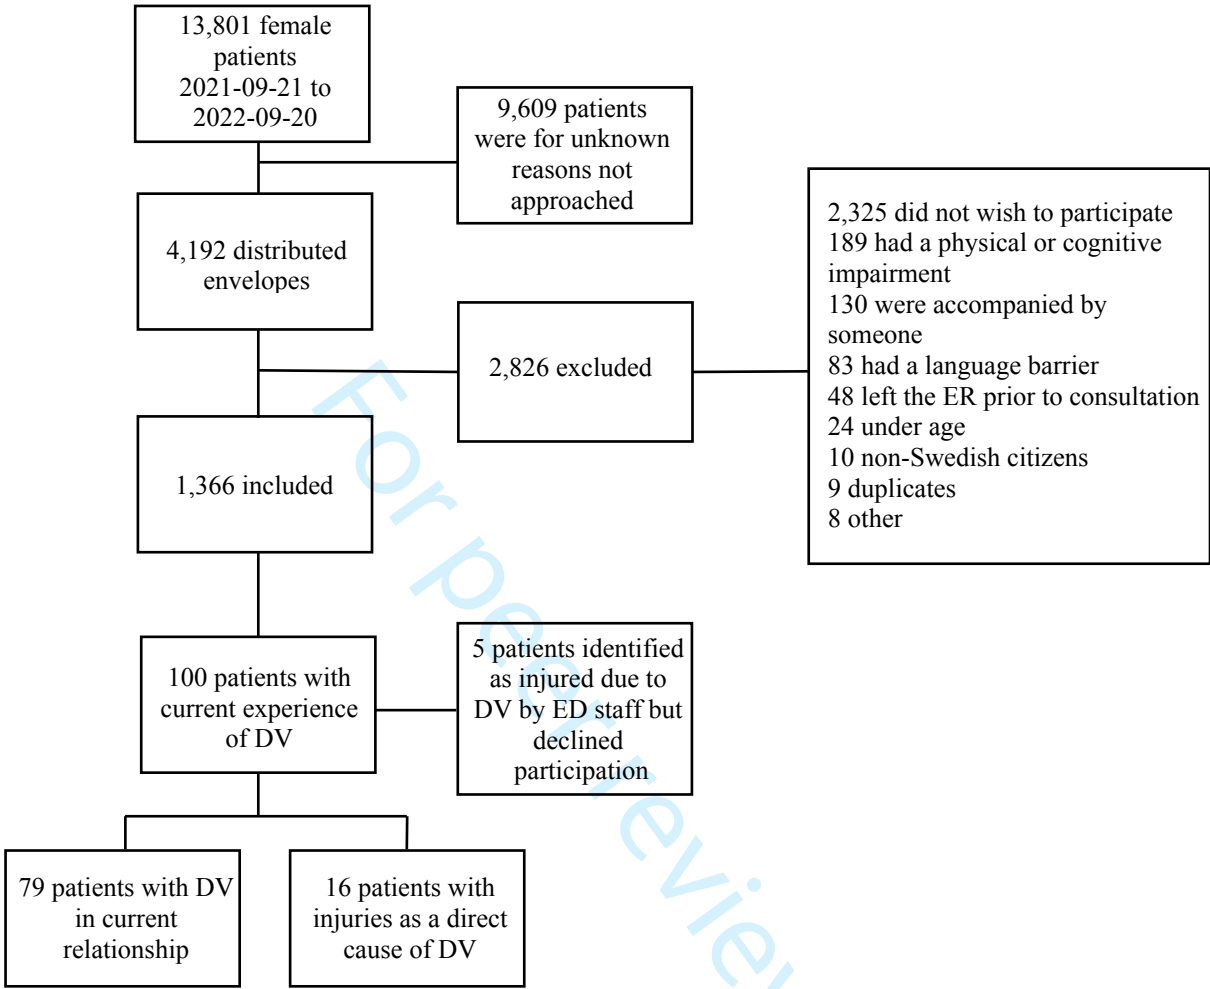 13,801 female
patients
2021-09-21 to
2022-09-20
9,609 patients
were for unknown
reasons not
approached
4,192 distributed
envelopes
2,826 excluded
2,325 did not wish to participate
189 had a physical or cognitive
impairment
130 were accompanied by
someone
83 had a language barrier
48 left the ER prior to consultation
24 under age
10 non-Swedish citizens
9 duplicates
8 other
1,366 included
100 patients with
current experience
of DV
5 patients identified
as injured due to
DV by ED staff but
declined
participation
79 patients with DV
in current
relationship
16 patients with
injuries as a direct
cause of DV
For peer review